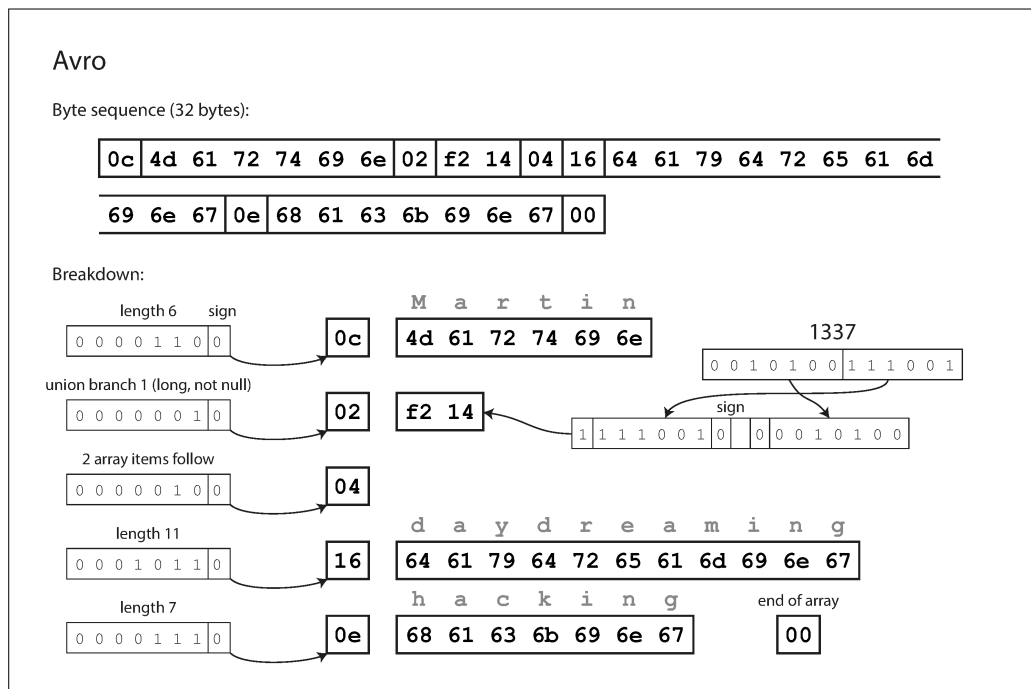 Avro
Byte sequence (32 bytes):
0c 4d 61 72 74 69 6e 02 f2 14 04 16 64 61 79 64 72 65 61 6d
69 6e 67 0e 68 61 63 6b 69 6e 67 00
Breakdown:
length 6 sign
0 0 0 0 1 1 0 0
0c
M a r t i n
4d 61 72 74 69 6e
1337
0 0 1 0 1 0 0 1 1 1 0 0 1
union branch 1 (long, not null)
0 0 0 0 0 0 1 0
02
f2 14
sign
1 1 1 1 0 0 1 0 0 0 0 1 0 1 0 0
2 array items follow
0 0 0 0 0 1 0 0
04
length 11
0 0 0 1 0 1 1 0
16
d a y d r e a m i n g
64 61 79 64 72 65 61 6d 69 6e 67
length 7
0 0 0 0 1 1 1 0
0e
h a c k i n g
68 61 63 6b 69 6e 67
end of array
00